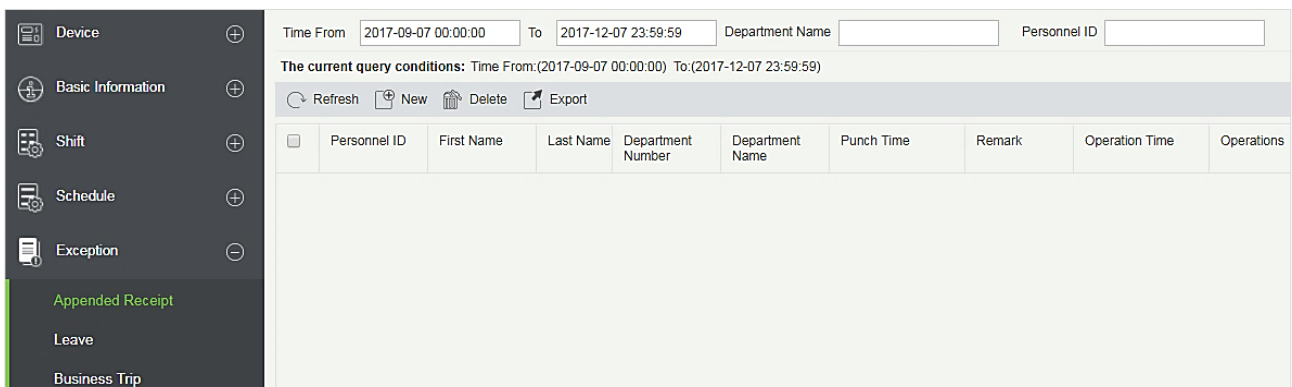 Device
Basic Information
Shift
Schedule
Exception
Appended Receipt
Leave
Business Trip
Time From 2017-09-07 00:00:00 To 2017-12-07 23:59:59 Department Name Personnel ID
The current query conditions: Time From:(2017-09-07 00:00:00) To:(2017-12-07 23:59:59)
Refresh New Delete Export
Personnel ID First Name Last Name Department Number Department Name Punch Time Remark Operation Time Operations